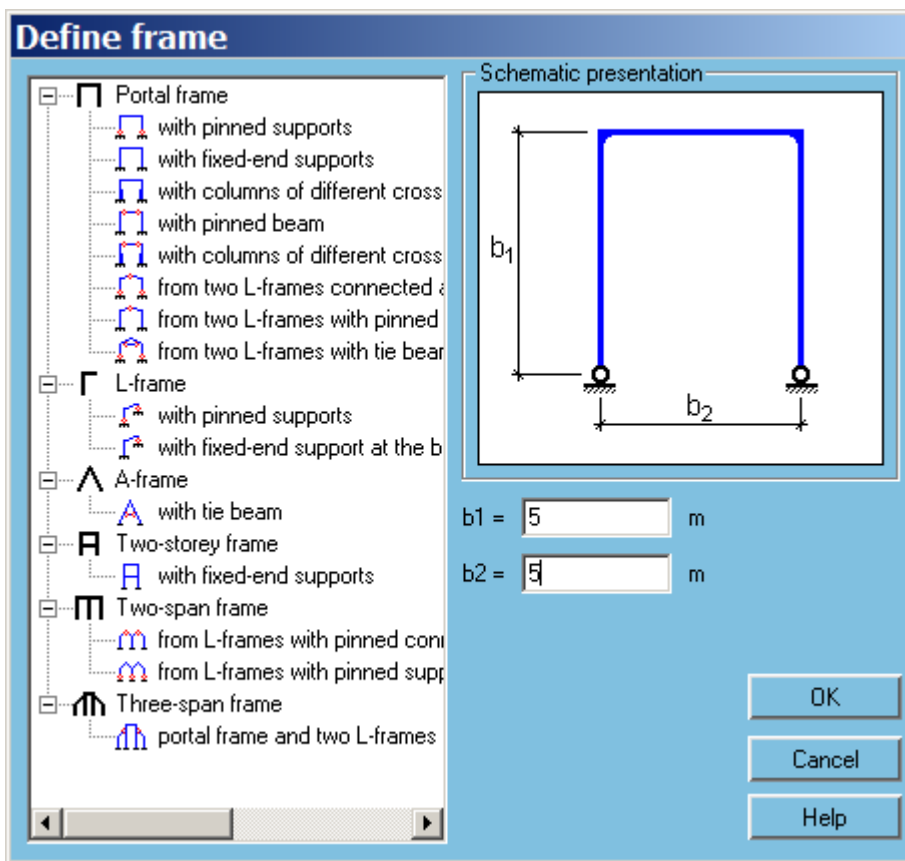 Define frame
Portal frame
with pinned supports
with fixed-end supports
with columns of different cross
with pinned beam
with columns of different cross
from two L-frames connected
from two L-frames with pinned
from two L-frames with tie bear
L-frame
with pinned supports
with fixed-end support at the b
A-frame
with tie beam
Two-storey frame
with fixed-end supports
Two-span frame
from L-frames with pinned conn
from L-frames with pinned supp
Three-span frame
portal frame and two L-frames
Schematic presentation
b1
b2
b1 = 5 m
b2 = 5 m
OK
Cancel
Help